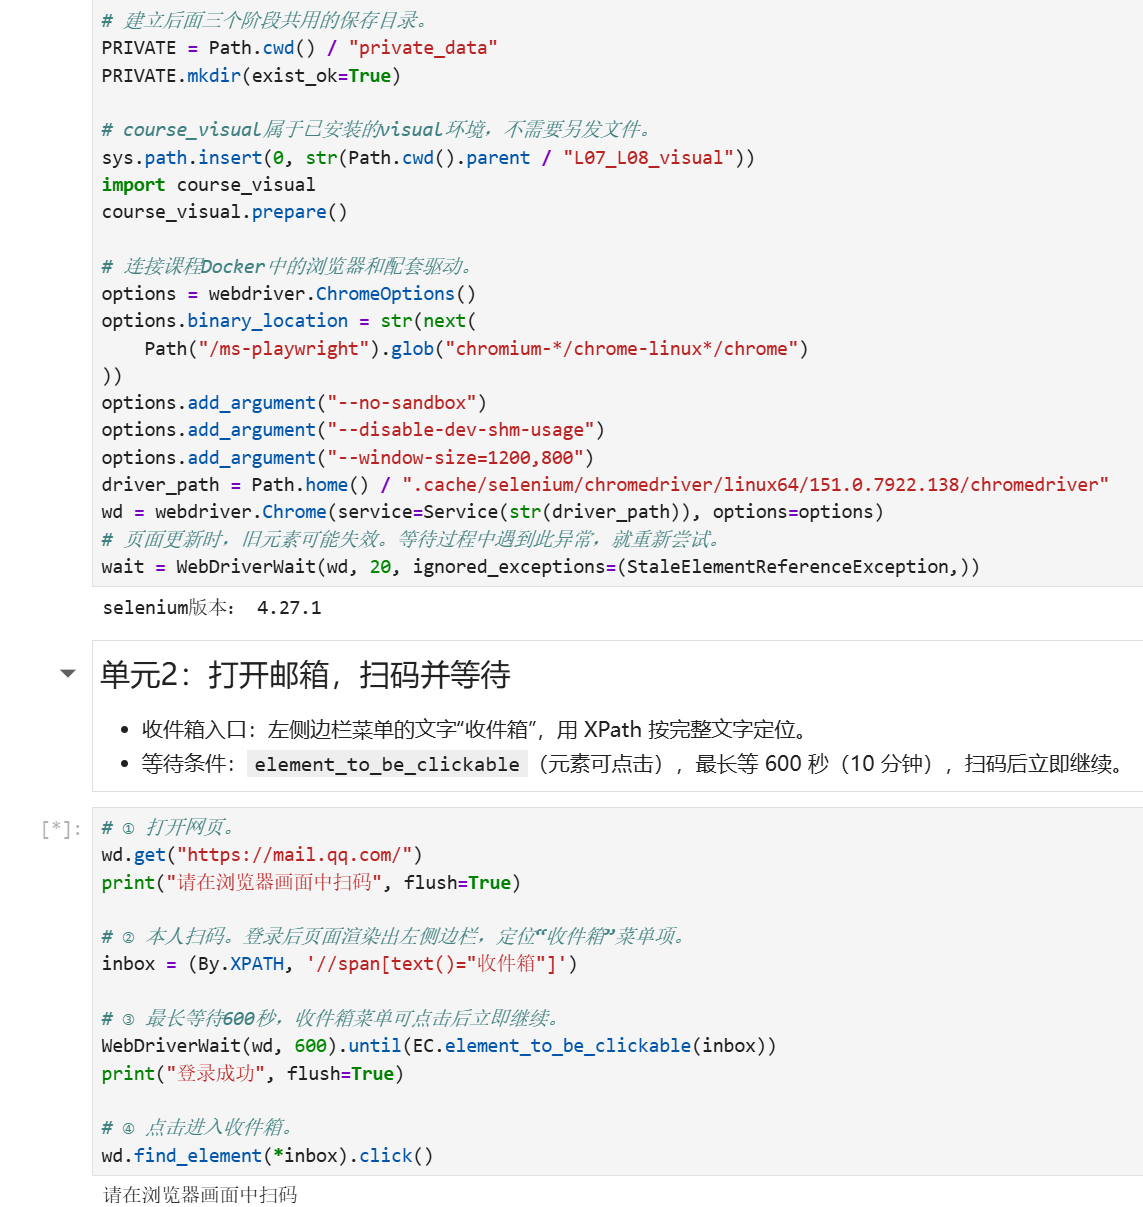 # 建立后面三个阶段共用的保存目录。
PRIVATE = Path.cwd() / "private_data"
PRIVATE.mkdir(exist_ok=True)
# course_visual属于已安装的visual环境，不需要另发文件。
sys.path.insert(0, str(Path.cwd().parent / "L07_L08_visual"))
import course_visual
course_visual.prepare()
# 连接课程Docker中的浏览器和配套驱动。
options = webdriver.ChromeOptions()
options.binary_location = str(next(
    Path("/ms-playwright").glob("chromium-*/chrome-linux*/chrome")
))
options.add_argument("--no-sandbox")
options.add_argument("--disable-dev-shm-usage")
options.add_argument("--window-size=1200,800")
driver_path = Path.home() / ".cache/selenium/chromedriver/linux64/151.0.7922.138/chromedriver"
wd = webdriver.Chrome(service=Service(str(driver_path)), options=options)
# 页面更新时，旧元素可能失效。等待过程中遇到此异常，就重新尝试。
wait = WebDriverWait(wd, 20, ignored_exceptions=(StaleElementReferenceException,))
selenium版本： 4.27.1
单元2：打开邮箱，扫码并等待
• 收件箱入口：左侧边栏菜单的文字“收件箱”，用 XPath 按完整文字定位。
• 等待条件： element_to_be_clickable （元素可点击），最长等 600 秒（10 分钟），扫码后立即继续。
[*]:
# ① 打开网页。
wd.get("https://mail.qq.com/")
print("请在浏览器画面中扫码", flush=True)
# ② 本人扫码。登录后页面渲染出左侧边栏，定位“收件箱”菜单项。
inbox = (By.XPATH, '//span[text()="收件箱"]')
# ③ 最长等待600秒，收件箱菜单可点击后立即继续。
WebDriverWait(wd, 600).until(EC.element_to_be_clickable(inbox))
print("登录成功", flush=True)
# ④ 点击进入收件箱。
wd.find_element(*inbox).click()
请在浏览器画面中扫码